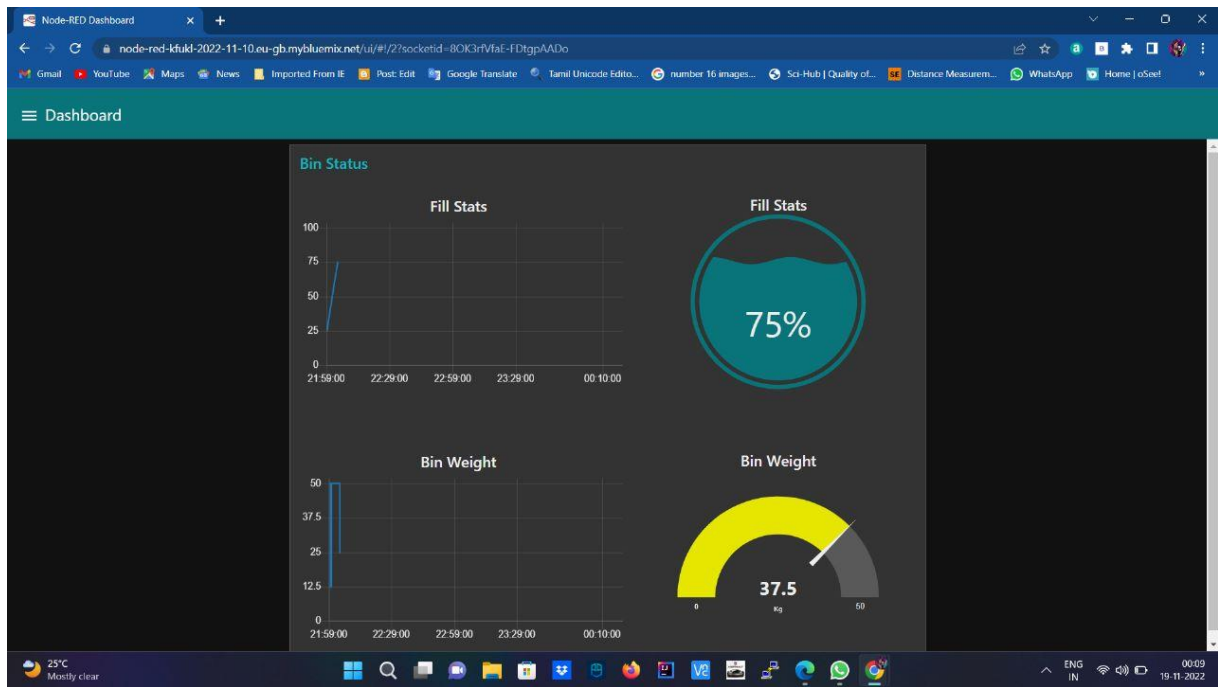 Node-RED Dashboard
node-red-kfukl-2022-11-10.eu-gb.mybluemix.net/ui/#!/2?socketid=8OK3rfVfaE-FDtgpAADo
Gmail YouTube Maps News Imported From IE Post: Edit Google Translate Tamil Unicode Edito... number 16 images... Sci-Hub | Quality of... Distance Measurem... WhatsApp Home | oSee!
Dashboard
Bin Status
Fill Stats
100
75
50
25
0
21:59:00 22:29:00 22:59:00 23:29:00 00:10:00
Fill Stats
75%
Bin Weight
50
37.5
25
12.5
0
21:59:00 22:29:00 22:59:00 23:29:00 00:10:00
Bin Weight
37.5
Kg
0 50
25°C
Mostly clear
ENG
IN
00:09
19-11-2022